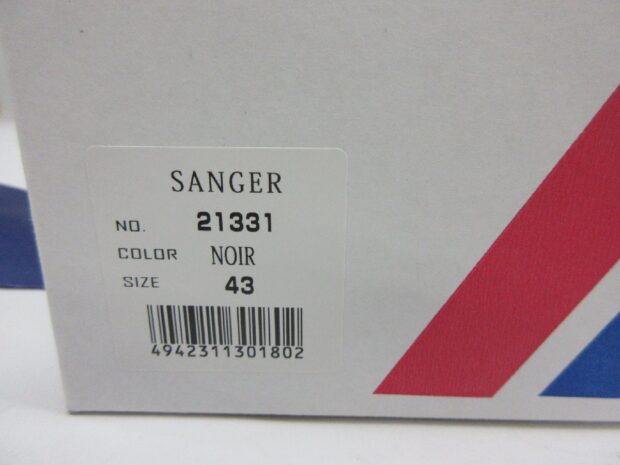 SANGER
NO. 21331
COLOR NOIR
SIZE 43
4942311301802